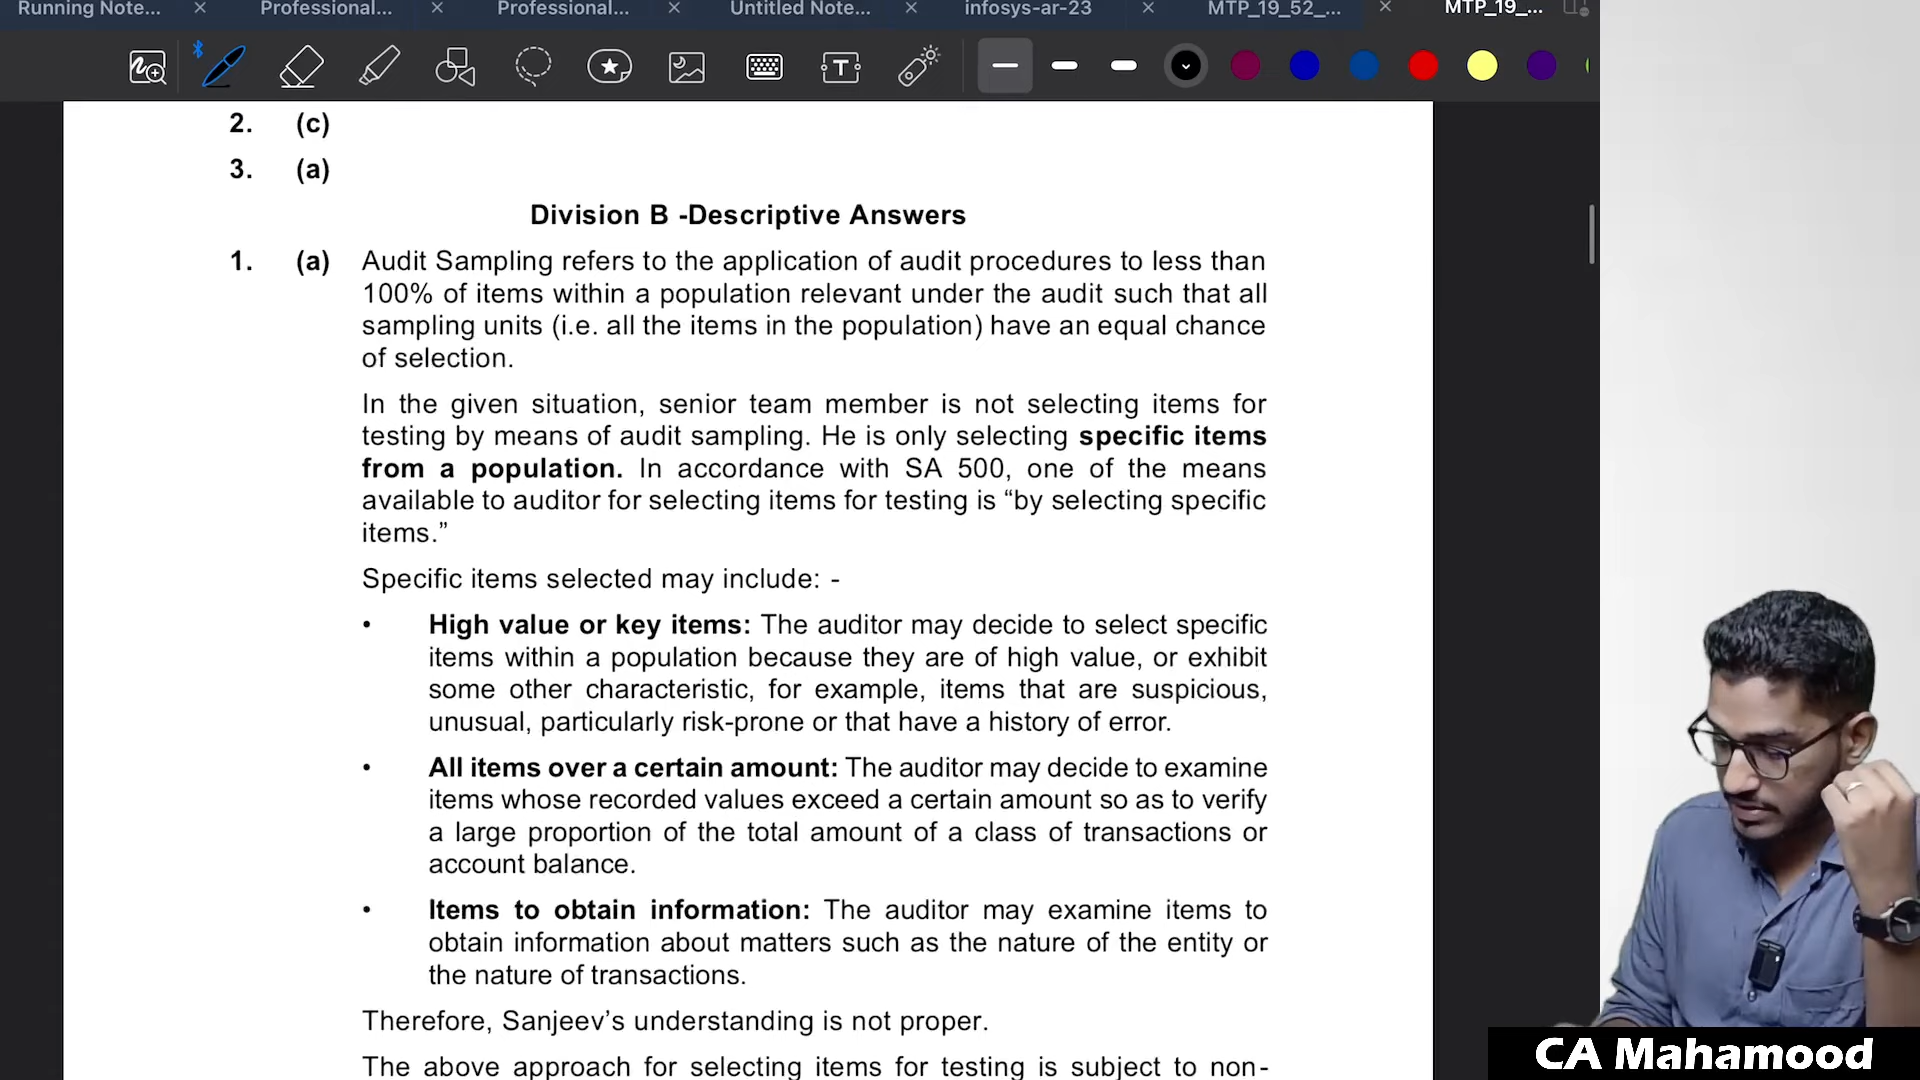 Running Note...
Professional...
Professional...
Untitled Note...
infosys-ar-23
MTP_19_52_...
MTP_19_...
T
2. (c)
3. (a)
Division B -Descriptive Answers
1. (a) Audit Sampling refers to the application of audit procedures to less than
100% of items within a population relevant under the audit such that all
sampling units (i.e. all the items in the population) have an equal chance
of selection.
In the given situation, senior team member is not selecting items for
testing by means of audit sampling. He is only selecting specific items
from a population. In accordance with SA 500, one of the means
available to auditor for selecting items for testing is “by selecting specific
items.”
Specific items selected may include: -
• High value or key items: The auditor may decide to select specific
items within a population because they are of high value, or exhibit
some other characteristic, for example, items that are suspicious,
unusual, particularly risk-prone or that have a history of error.
• All items over a certain amount: The auditor may decide to examine
items whose recorded values exceed a certain amount so as to verify
a large proportion of the total amount of a class of transactions or
account balance.
• Items to obtain information: The auditor may examine items to
obtain information about matters such as the nature of the entity or
the nature of transactions.
Therefore, Sanjeev’s understanding is not proper.
The above approach for selecting items for testing is subject to non-
CA Mahamood